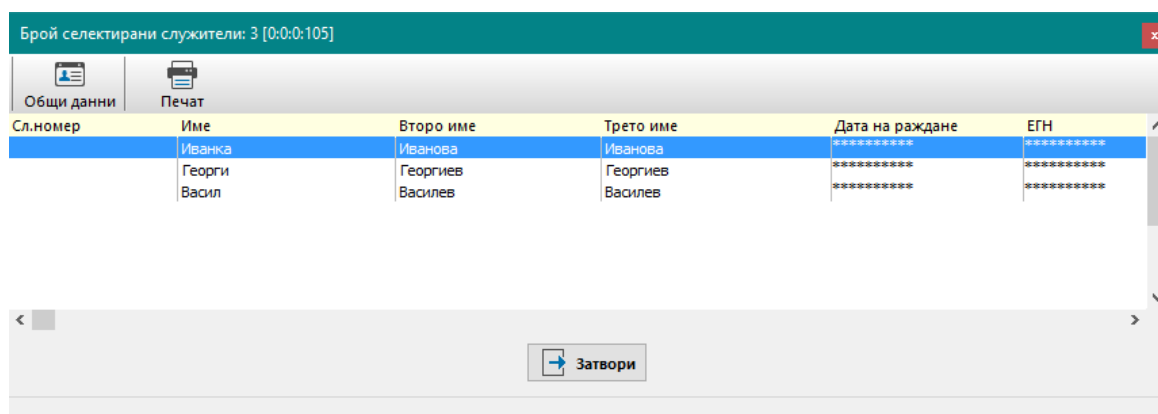 Брой селектирани служители: 3 [0:0:0:105]
x
Общи данни Печат
Сл.номер Име Второ име Трето име Дата на раждане ЕГН
Иванка Иванова Иванова ********** **********
Георги Георгиев Георгиев ********** **********
Васил Василев Василев ********** **********
Затвори